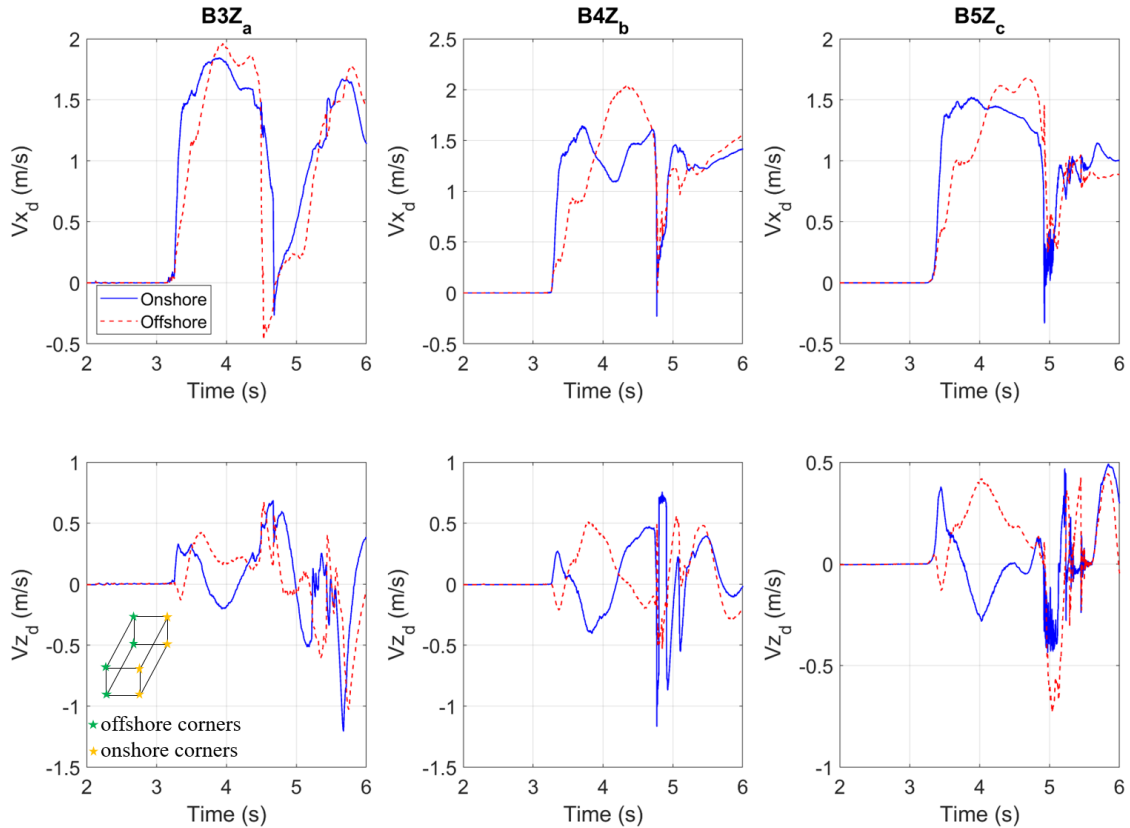 B3Z_a
B4Z_b
B5Z_c
2
1.5
1
0.5
0
-0.5
Vx_d (m/s)
Onshore
Offshore
2 3 4 5 6
Time (s)
2.5
2
1.5
1
0.5
0
-0.5
Vx_d (m/s)
2 3 4 5 6
Time (s)
2
1.5
1
0.5
0
-0.5
Vx_d (m/s)
2 3 4 5 6
Time (s)
1
0.5
0
-0.5
-1
-1.5
Vz_d (m/s)
offshore corners
onshore corners
2 3 4 5 6
Time (s)
1
0.5
0
-0.5
-1
-1.5
Vz_d (m/s)
2 3 4 5 6
Time (s)
0.5
0
-0.5
-1
Vz_d (m/s)
2 3 4 5 6
Time (s)